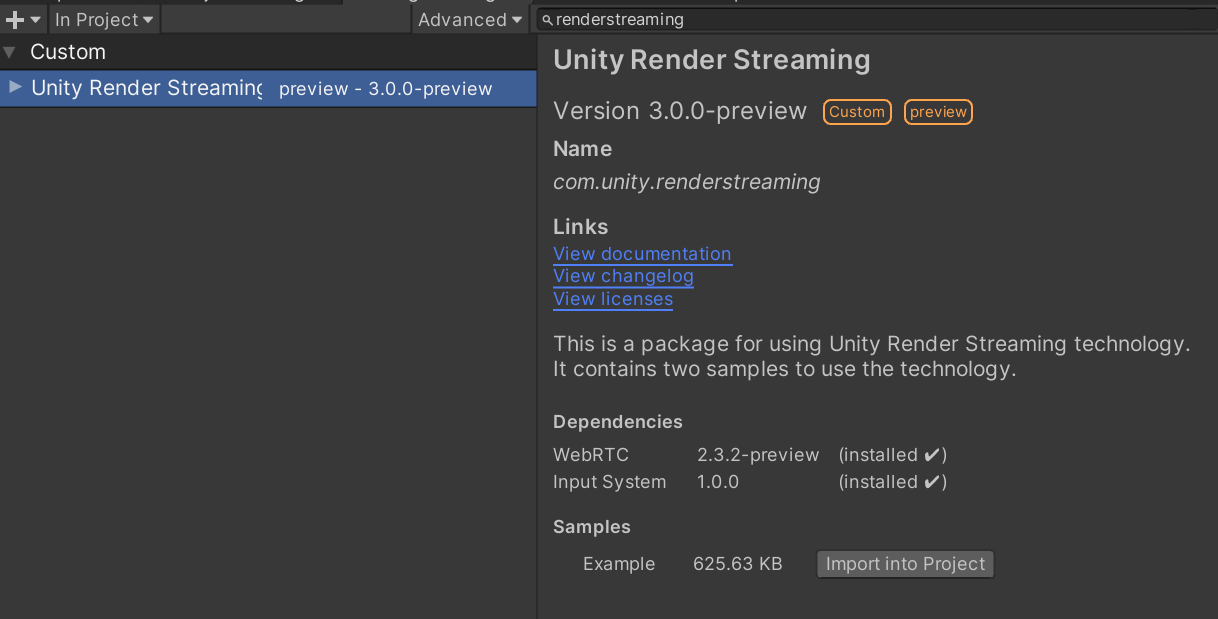 In Project
Advanced
renderstreaming
Custom
Unity Render Streaming preview - 3.0.0-preview
Unity Render Streaming
Version 3.0.0-preview Custom preview
Name
com.unity.renderstreaming
Links
View documentation
View changelog
View licenses
This is a package for using Unity Render Streaming technology.
It contains two samples to use the technology.
Dependencies
WebRTC 2.3.2-preview (installed ✔)
Input System 1.0.0 (installed ✔)
Samples
Example 625.63 KB Import into Project